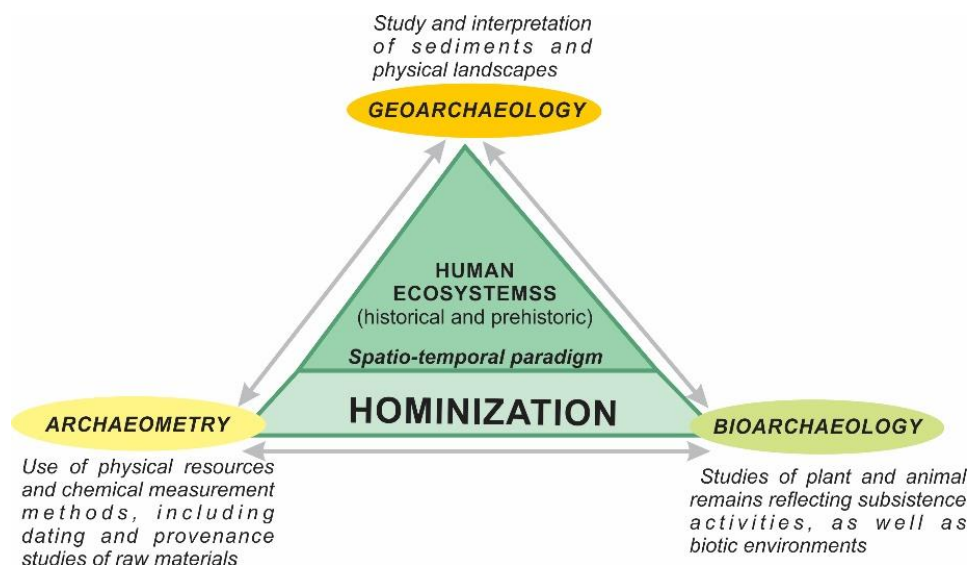 Study and interpretation
of sediments and
physical landscapes
GEOARCHAEOLOGY
HUMAN
ECOSYSTEMSS
(historical and prehistoric)
Spatio-temporal paradigm
HOMINIZATION
ARCHAEOMETRY
Use of physical resources
and chemical measurement
methods, including
dating and provenance
studies of raw materials
BIOARCHAEOLOGY
Studies of plant and animal
remains reflecting subsistence
activities, as well as
biotic environments